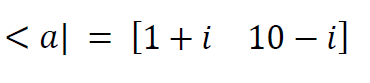 < a| = [1 + i 10 − i]